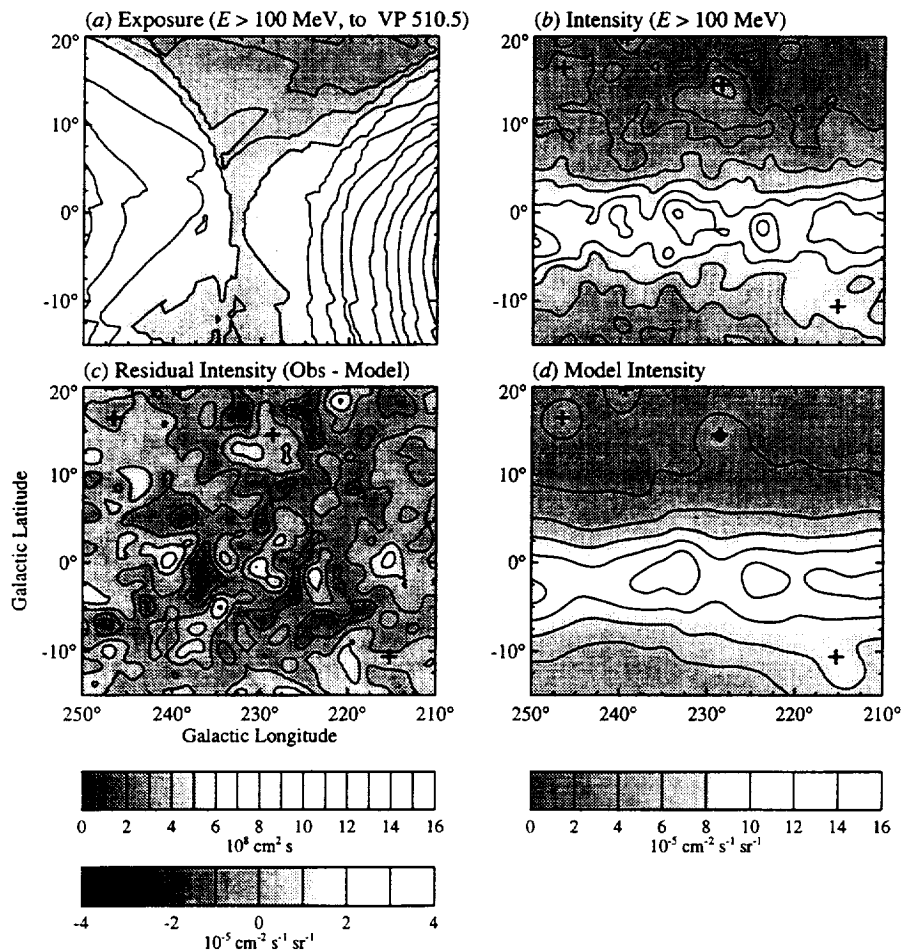 (a) Exposure (E > 100 MeV, to VP 510.5)
(b) Intensity (E > 100 MeV)
20°
10°
0°
-10°
20°
10°
0°
-10°
(c) Residual Intensity (Obs - Model)
(d) Model Intensity
20°
10°
0°
-10°
20°
10°
0°
-10°
Galactic Latitude
250° 240° 230° 220° 210°
250° 240° 230° 220° 210°
Galactic Longitude
0 2 4 6 8 10 12 14 16
10⁸ cm² s
0 2 4 6 8 10 12 14 16
10⁻⁵ cm⁻² s⁻¹ sr⁻¹
-4 -2 0 2 4
10⁻⁵ cm⁻² s⁻¹ sr⁻¹